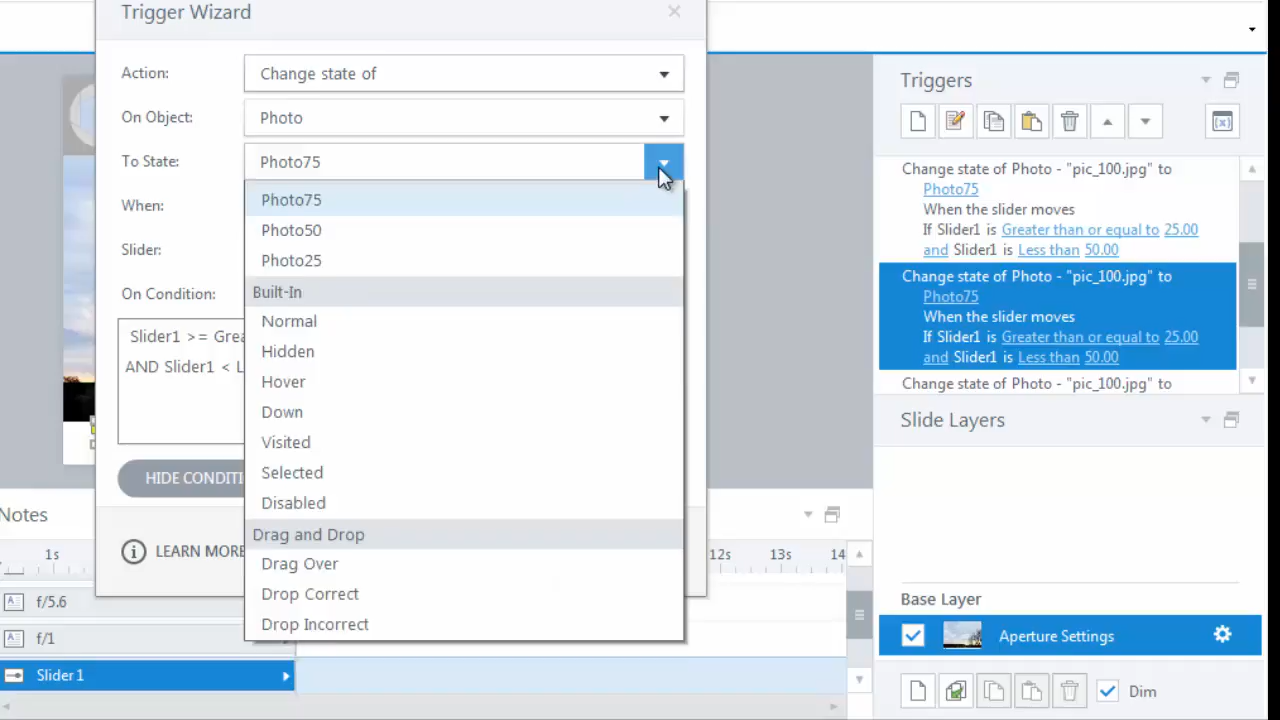 Trigger Wizard
Action:
Change state of
On Object:
Photo
To State:
Photo75
When:
Slider:
On Condition:
Slider1 >= Grea
AND Slider1 < L
HIDE CONDITI
LEARN MORE
Photo75
Photo50
Photo25
Built-In
Normal
Hidden
Hover
Down
Visited
Selected
Disabled
Drag and Drop
Drag Over
Drop Correct
Drop Incorrect
Triggers
Change state of Photo - "pic_100.jpg" to
Photo75
When the slider moves
If Slider1 is Greater than or equal to 25.00
and Slider1 is Less than 50.00
Change state of Photo - "pic_100.jpg" to
Photo75
When the slider moves
If Slider1 is Greater than or equal to 25.00
and Slider1 is Less than 50.00
Change state of Photo - "pic_100.jpg" to
Slide Layers
Base Layer
Aperture Settings
Dim
Notes
1s
12s 13s 14
f/5.6
f/1
Slider1